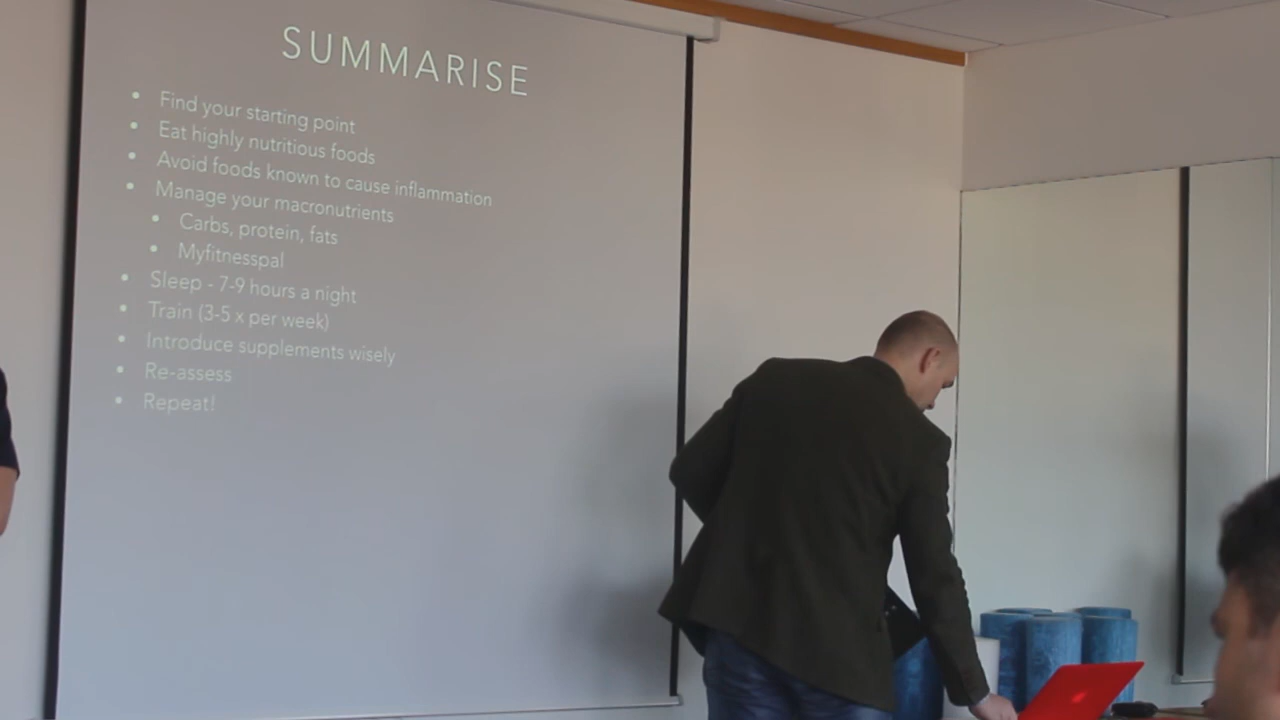 SUMMARISE
• Find your starting point
• Eat highly nutritious foods
• Avoid foods known to cause inflammation
• Manage your macronutrients
• Carbs, protein, fats
• Myfitnesspal
• Sleep - 7-9 hours a night
• Train (3-5 x per week)
• Introduce supplements wisely
• Re-assess
• Repeat!